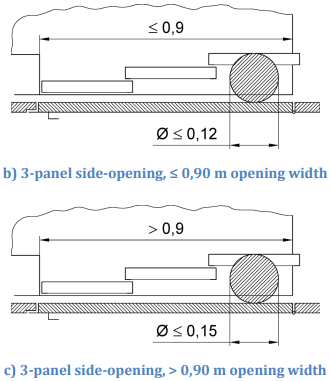 ≤ 0,9
Ø ≤ 0,12
b) 3-panel side-opening, ≤ 0,90 m opening width
> 0,9
Ø ≤ 0,15
c) 3-panel side-opening, > 0,90 m opening width